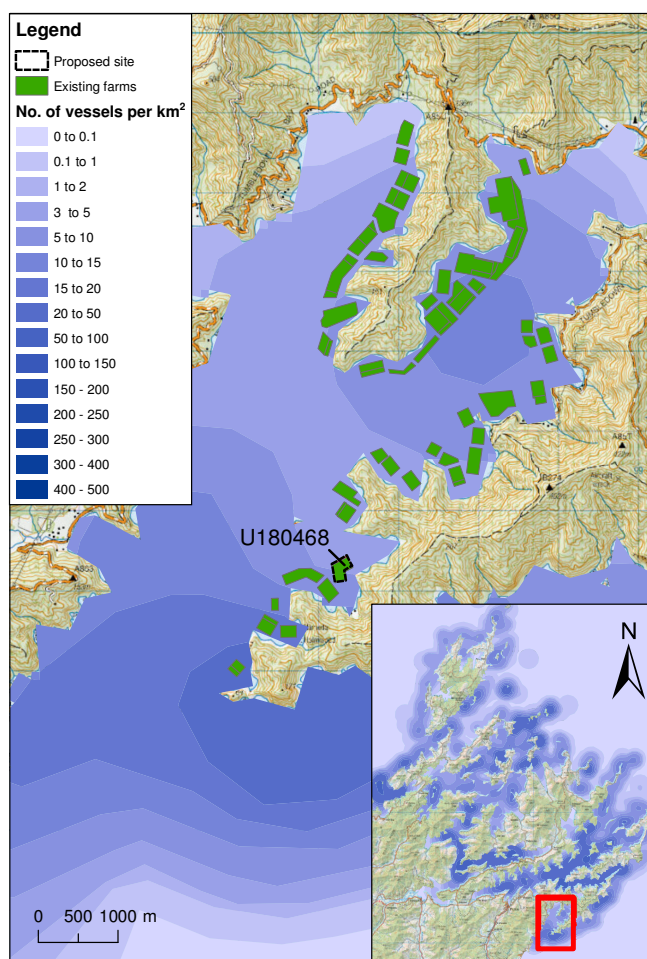 Legend
Proposed site
Existing farms
No. of vessels per km²
0 to 0.1
0.1 to 1
1 to 2
3 to 5
5 to 10
10 to 15
15 to 20
20 to 50
50 to 100
100 to 150
150 - 200
200 - 250
250 - 300
300 - 400
400 - 500
ROAD
U180468
A853
N
0 500 1000 m